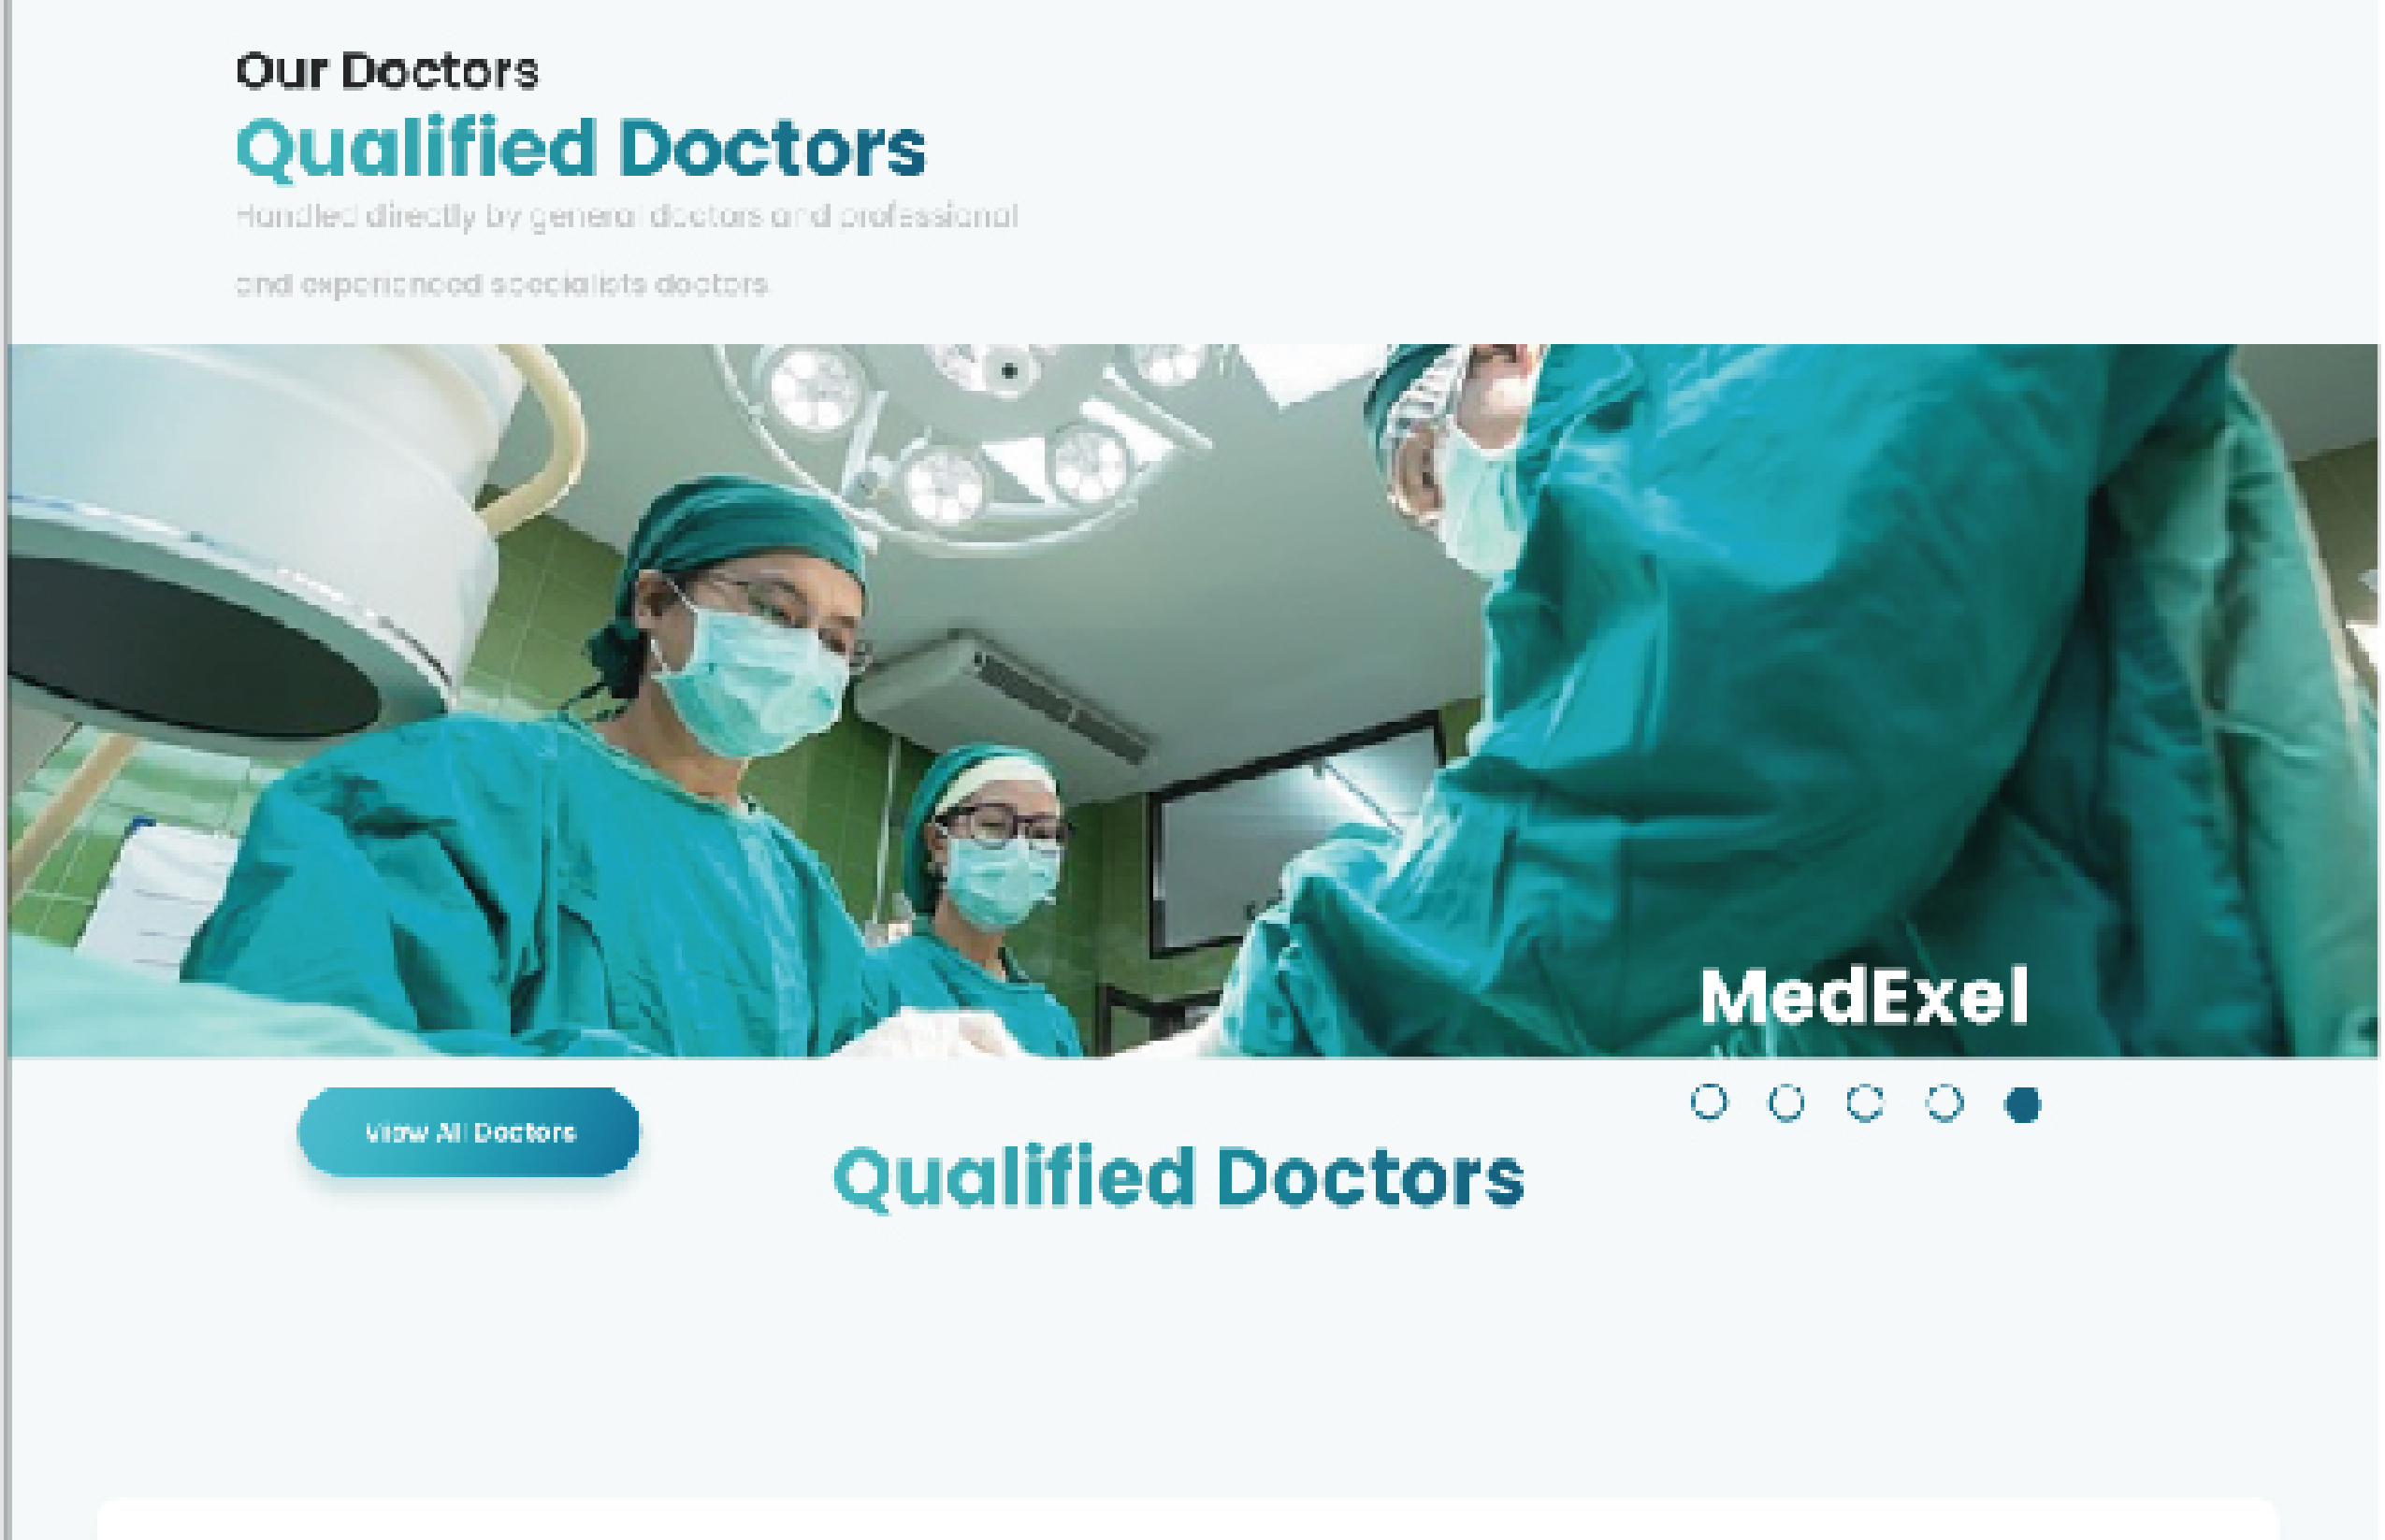 Our Doctors
Qualified Doctors
Handled directly by general doctors and professional
and experienced specialists doctors
MedExel
View All Doctors
Qualified Doctors